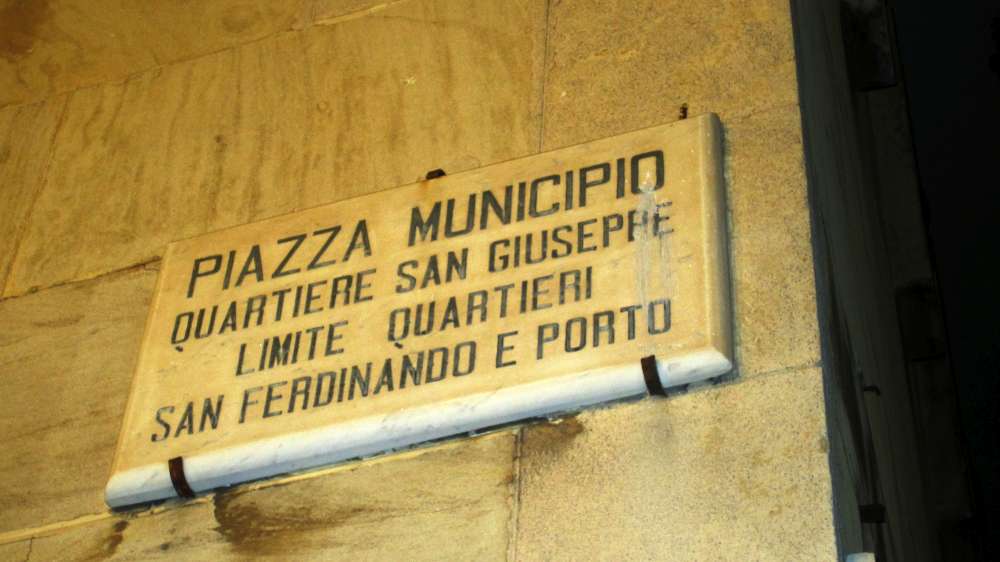 PIAZZA MUNICIPIO
QUARTIERE SAN GIUSEPPE
LIMITE QUARTIERI
SAN FERDINANDO E PORTO